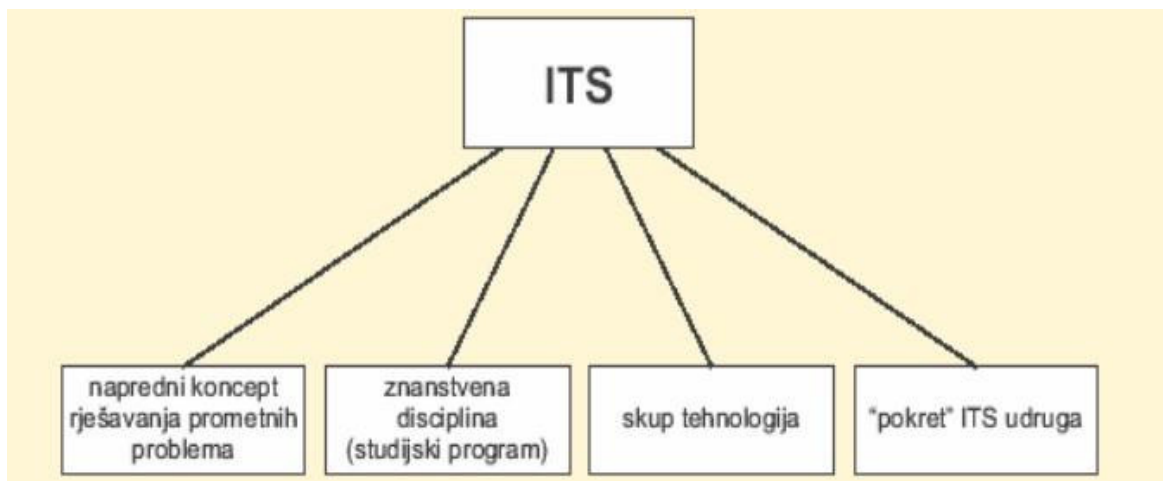 ITS
napredni koncept
rješavanja prometnih
problema
znanstvena
disciplina
(studijski program)
skup tehnologija
"pokret" ITS udruga